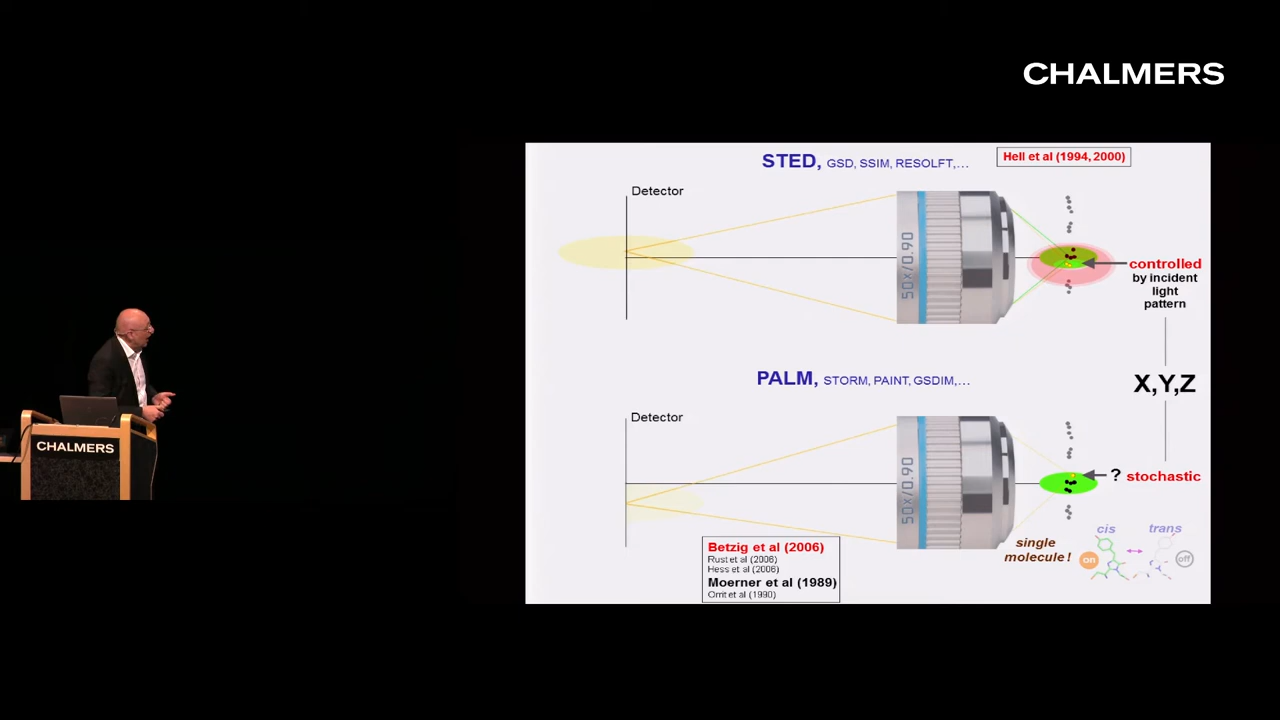 CHALMERS
STED, GSD, SSIM, RESOLFT,...
Hell et al (1994, 2000)
Detector
50x/0.90
controlled
by incident
light
pattern
X,Y,Z
PALM, STORM, PAINT, GSDIM,...
Detector
50x/0.90
? stochastic
cis trans
single
molecule!
on
off
Betzig et al (2006)
Rust et al (2006)
Hess et al (2006)
Moerner et al (1989)
Orrit et al (1990)
CHALMERS